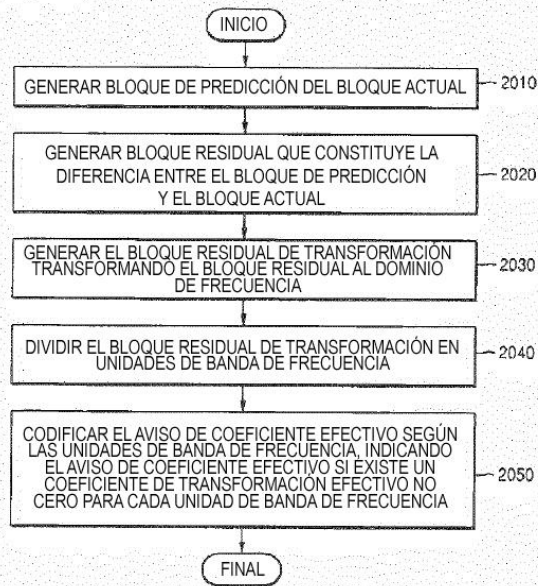 INICIO
GENERAR BLOQUE DE PREDICCIÓN DEL BLOQUE ACTUAL
2010
GENERAR BLOQUE RESIDUAL QUE CONSTITUYE LA
DIFERENCIA ENTRE EL BLOQUE DE PREDICCIÓN
Y EL BLOQUE ACTUAL
2020
GENERAR EL BLOQUE RESIDUAL DE TRANSFORMACIÓN
TRANSFORMANDO EL BLOQUE RESIDUAL AL DOMINIO
DE FRECUENCIA
2030
DIVIDIR EL BLOQUE RESIDUAL DE TRANSFORMACIÓN EN
UNIDADES DE BANDA DE FRECUENCIA
2040
CODIFICAR EL AVISO DE COEFICIENTE EFECTIVO SEGÚN
LAS UNIDADES DE BANDA DE FRECUENCIA, INDICANDO
EL AVISO DE COEFICIENTE EFECTIVO SI EXISTE UN
COEFICIENTE DE TRANSFORMACIÓN EFECTIVO NO
CERO PARA CADA UNIDAD DE BANDA DE FRECUENCIA
2050
FINAL